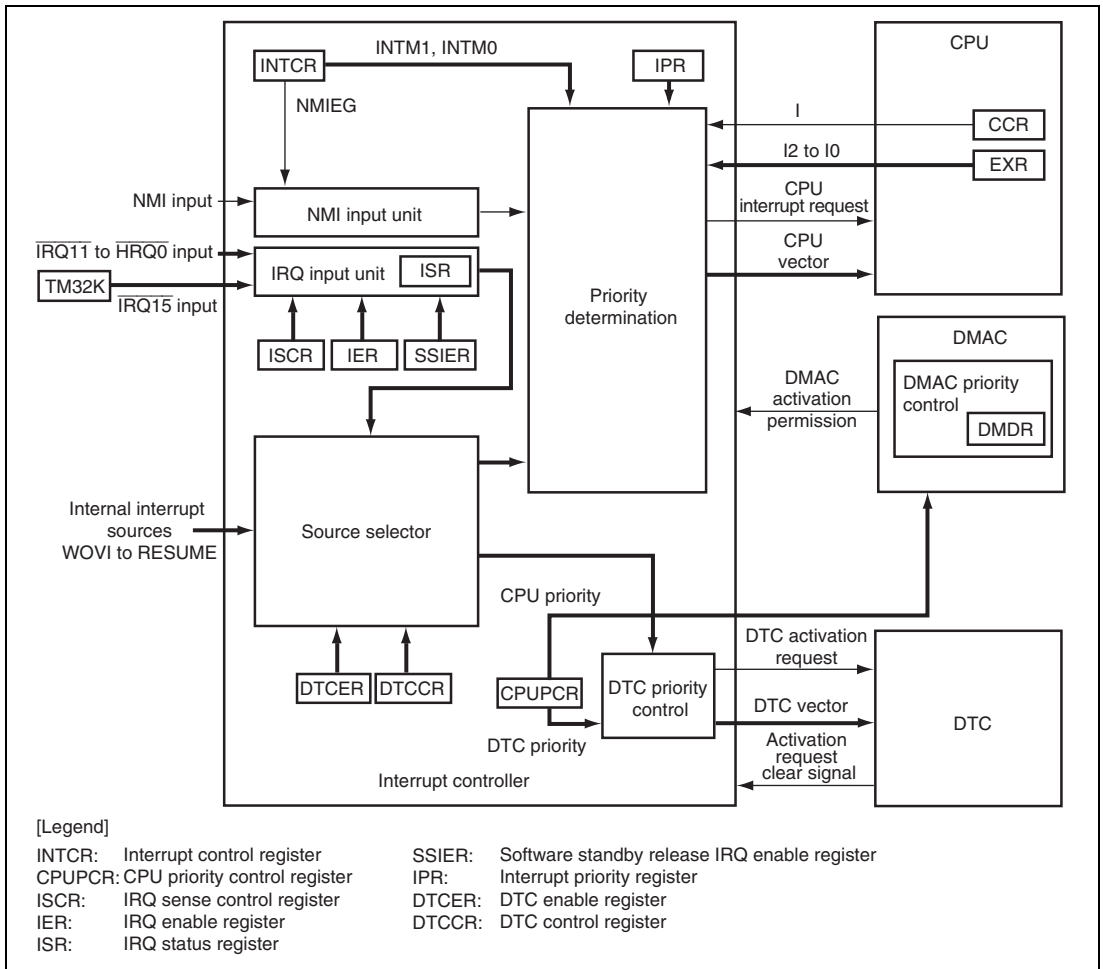 INTCR
INTM1, INTM0
IPR
CPU
NMIEG
I
CCR
I2 to I0
EXR
NMI input
NMI input unit
CPU
interrupt request
CPU
vector
IRQ11 to HRQ0 input
IRQ input unit
ISR
TM32K
IRQ15 input
Priority
determination
ISCR
IER
SSIER
DMAC
DMAC priority
control
DMDR
DMAC
activation
permission
Internal interrupt
sources
WOVI to RESUME
Source selector
CPU priority
DTCER
DTCCR
CPUPCR
DTC priority
control
DTC priority
DTC activation
request
DTC vector
DTC
Activation
request
clear signal
Interrupt controller
[Legend]
INTCR: Interrupt control register
CPUPCR: CPU priority control register
ISCR: IRQ sense control register
IER: IRQ enable register
ISR: IRQ status register
SSIER: Software standby release IRQ enable register
IPR: Interrupt priority register
DTCER: DTC enable register
DTCCR: DTC control register